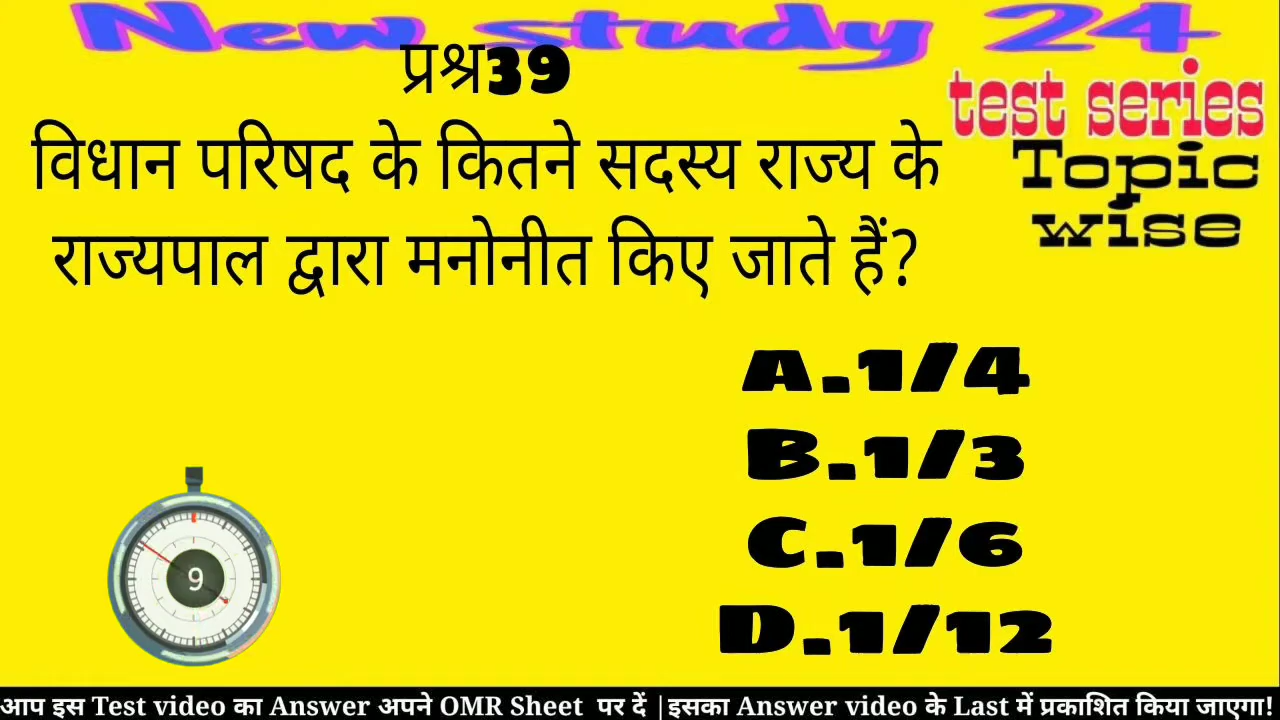 New study 24
प्रश्न39
test series
Topic
wise
विधान परिषद के कितने सदस्य राज्य के
राज्यपाल द्वारा मनोनीत किए जाते हैं?
A.1/4
B.1/3
C.1/6
D.1/12
9
आप इस Test video का Answer अपने OMR Sheet पर दें |इसका Answer video के Last में प्रकाशित किया जाएगा!